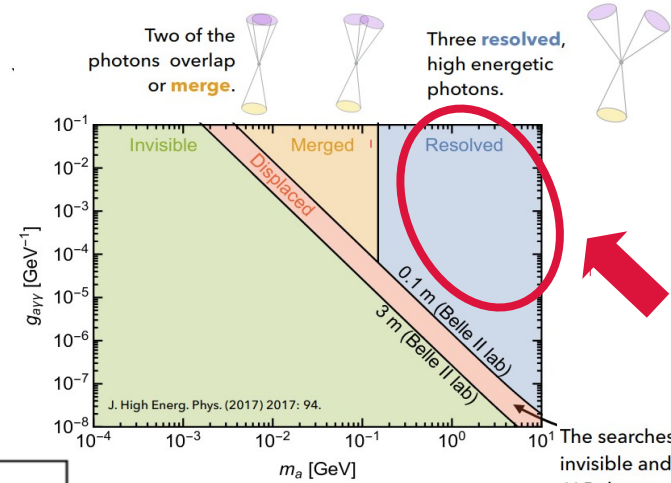 Two of the
photons overlap
or merge.
Three resolved,
high energetic
photons.
Invisible
Displaced
Merged
Resolved
0.1 m (Belle II lab)
3 m (Belle II lab)
J. High Energ. Phys. (2017) 2017: 94.
10⁻¹
10⁻²
10⁻³
10⁻⁴
10⁻⁵
10⁻⁶
10⁻⁷
10⁻⁸
gₐγγ [GeV⁻¹]
10⁻⁴ 10⁻³ 10⁻² 10⁻¹ 10⁰ 10¹
mₐ [GeV]
The searches
invisible and